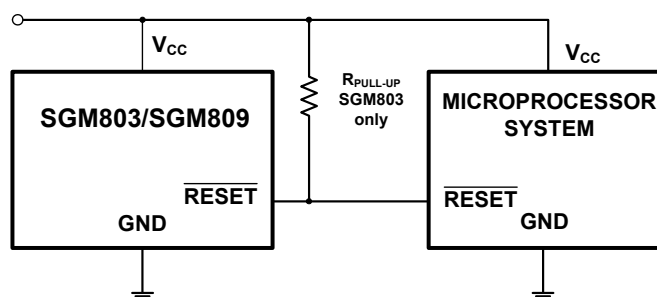 VCC
VCC
RPULL-UP
SGM803
only
SGM803/SGM809
MICROPROCESSOR
SYSTEM
RESET
RESET
GND
GND